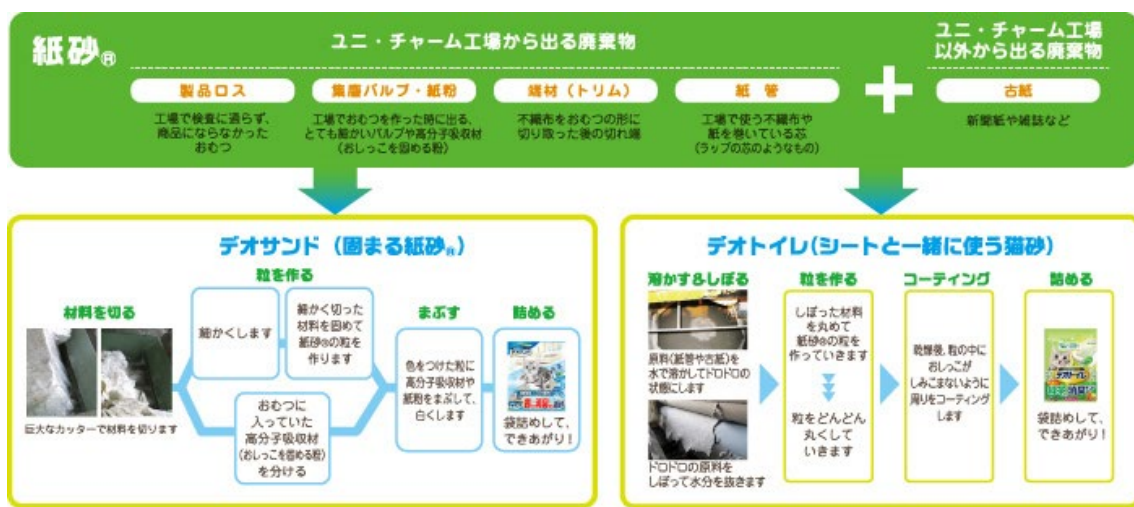 紙砂®
ユニ・チャーム工場から出る廃棄物
製品ロス
工場で検査に通らず、
商品にならなかった
おむつ
集塵パルプ・紙粉
工場でおむつを作った時に出る、
とても細かいパルプや高分子吸収材
（おしっこを固める粉）
端材（トリム）
不織布をおむつの形に
切り取った後の切れ端
紙管
工場で使う不織布や
紙を巻いている芯
（ラップの芯のようなもの）
＋
ユニ・チャーム工場
以外から出る廃棄物
古紙
新聞紙や雑誌など
デオサンド（固まる紙砂®）
材料を切る
巨大なカッターで材料を切ります
粒を作る
細かくします
細かく切った
材料を固めて
紙砂®の粒を
作ります
おむつに
入っていた
高分子吸収材
（おしっこを固める粉）
を分ける
まぶす
色をつけた粒に
高分子吸収材や
紙粉をまぶして、
白くします
詰める
袋詰めして、
できあがり！
デオトイレ(シートと一緒に使う猫砂)
溶かす&しぼる
原料(紙管や古紙)を
水で溶かしてドロドロの
状態にします
ドロドロの原料を
しぼって水分を抜きます
粒を作る
しぼった材料
を丸めて
紙砂®の粒を
作っていきます
粒をどんどん
丸くして
いきます
コーティング
乾燥後、粒の中に
おしっこが
しみこまないように
周りをコーティング
します
詰める
デオトイレ
袋詰めして、
できあがり！